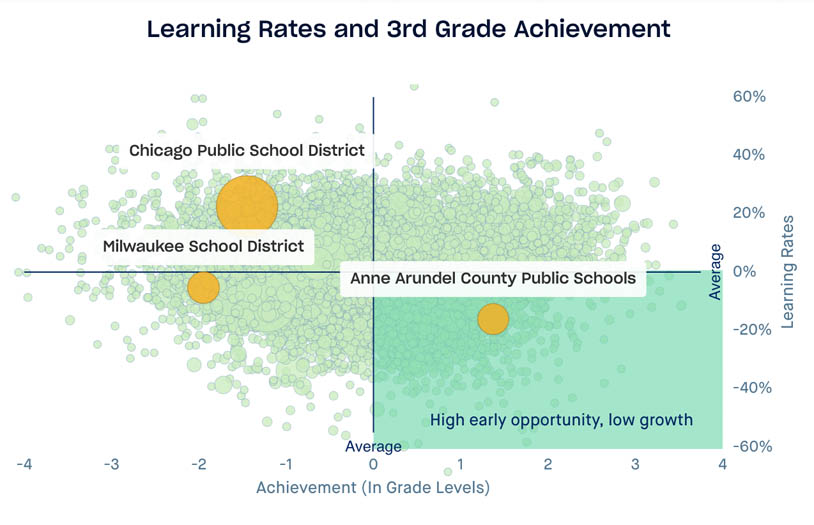 Learning Rates and 3rd Grade Achievement
60%
Chicago Public School District
40%
20%
Milwaukee School District
0%
Average
Learning Rates
Anne Arundel County Public Schools
-20%
-40%
High early opportunity, low growth
-60%
Average
-4 -3 -2 -1 0 1 2 3 4
Achievement (In Grade Levels)